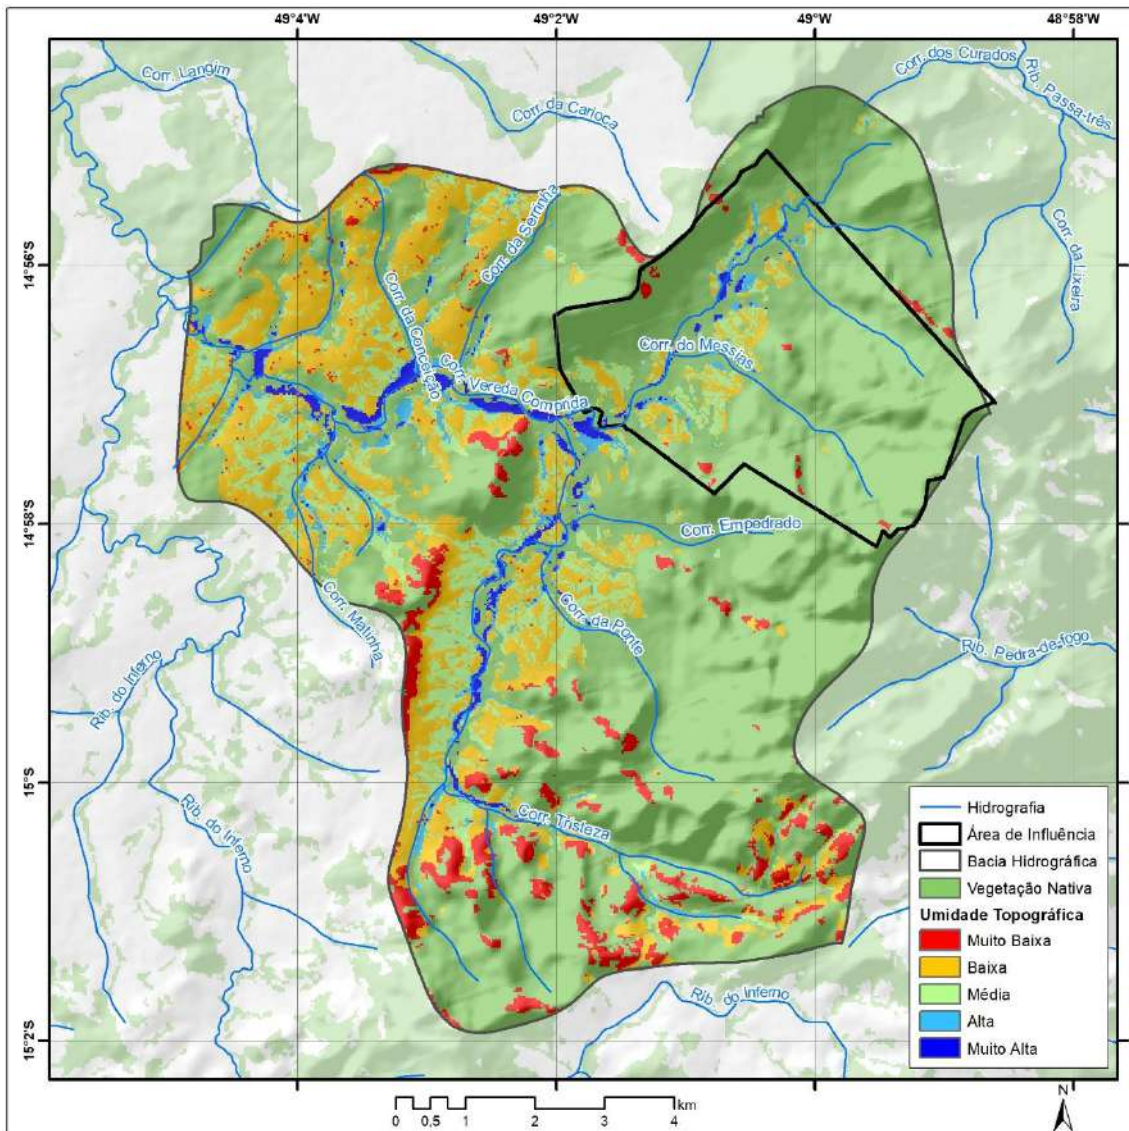 49°4'W
49°2'W
49°W
48°58'W
Corr. Langim
Corr. da Carioca
Corr. dos Curados
Rib. Passa-três
Corr. da Serrinha
Corr. da Lixeira
14°56'S
Corr. da Conceição
Corr. do Messias
Corr. Vereda Comprida
14°58'S
Corr. Empedrado
Corr. Matinha
Corr. da Ponte
Rib. do Inferno
Rib. Pedra-de-fogo
15°S
Rib. do Inferno
Corr. Tristeza
Rib. do Inferno
15°2'S
Hidrografia
Área de Influência
Bacia Hidrográfica
Vegetação Nativa
Umidade Topográfica
Muito Baixa
Baixa
Média
Alta
Muito Alta
N
km
0 0,5 1 2 3 4